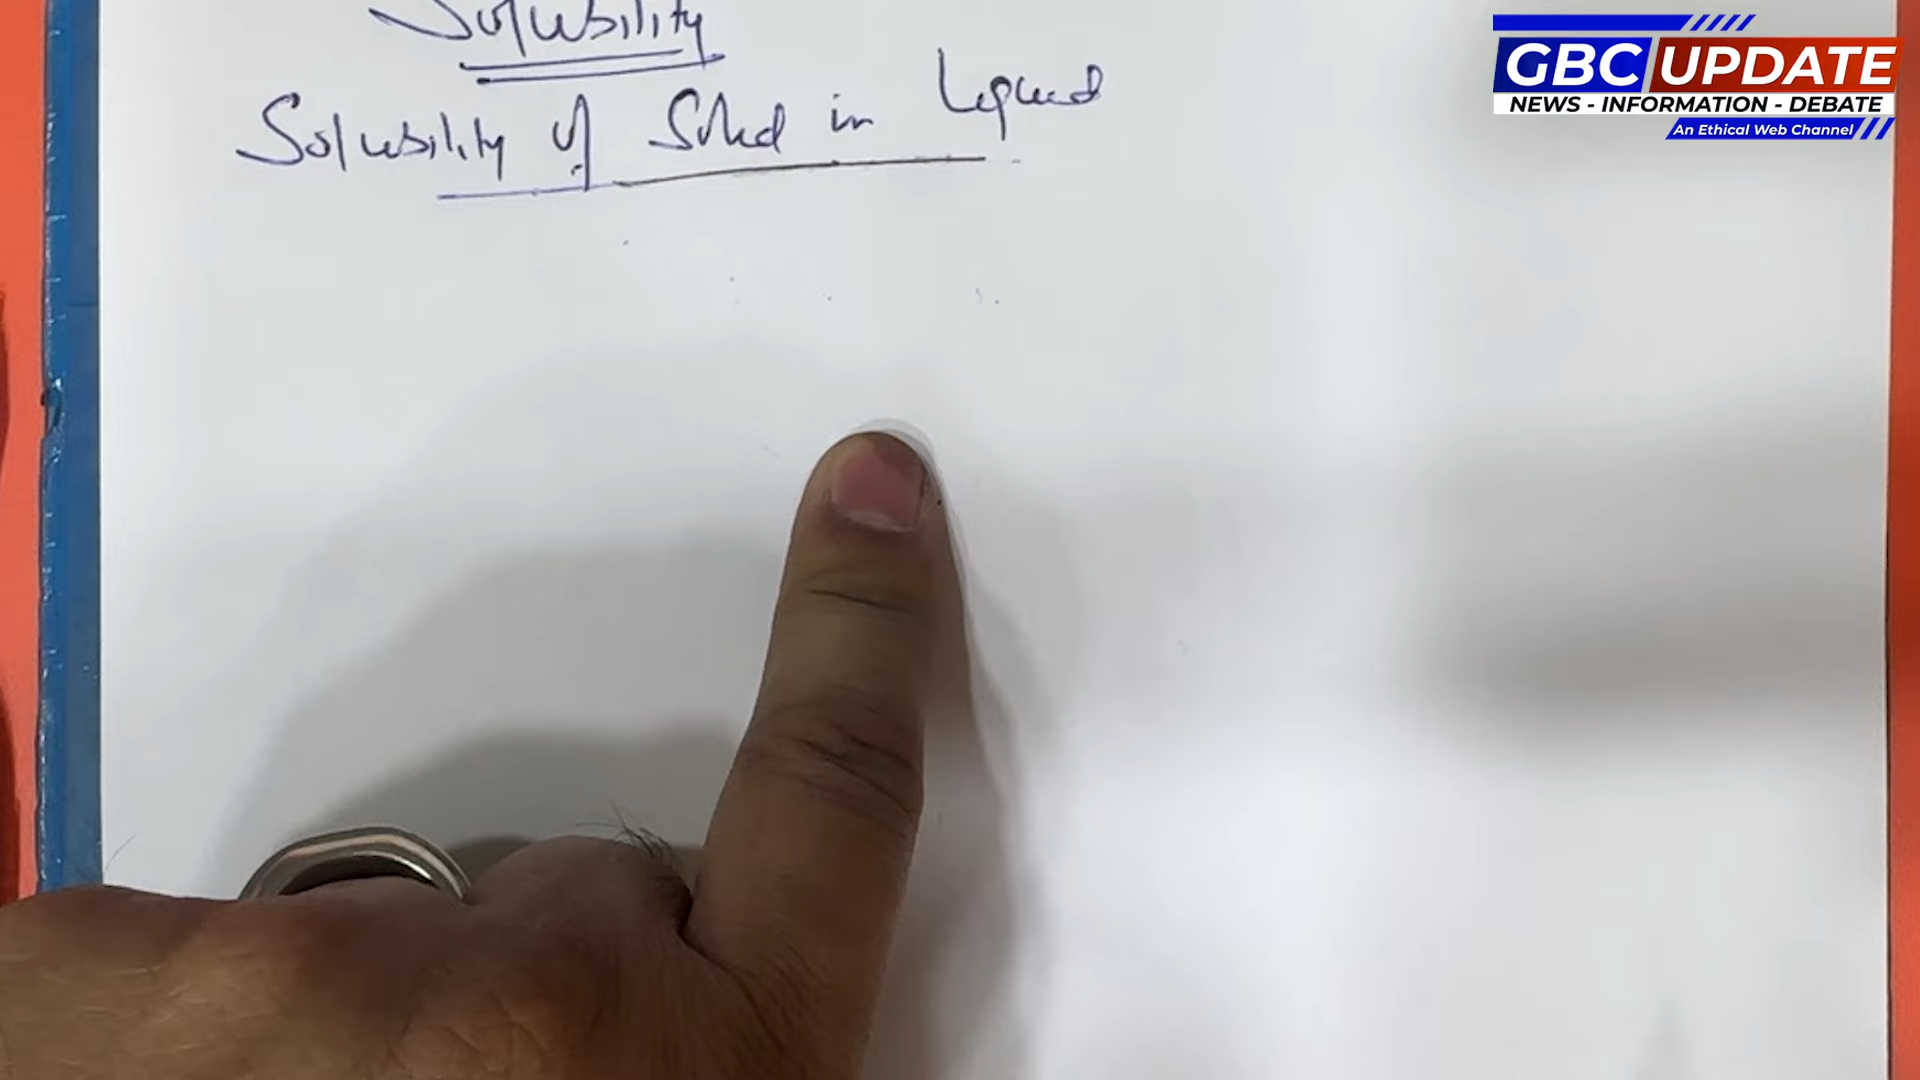 Solubility
Solubility of Solid in Liquid
GBC UPDATE
NEWS - INFORMATION - DEBATE
An Ethical Web Channel